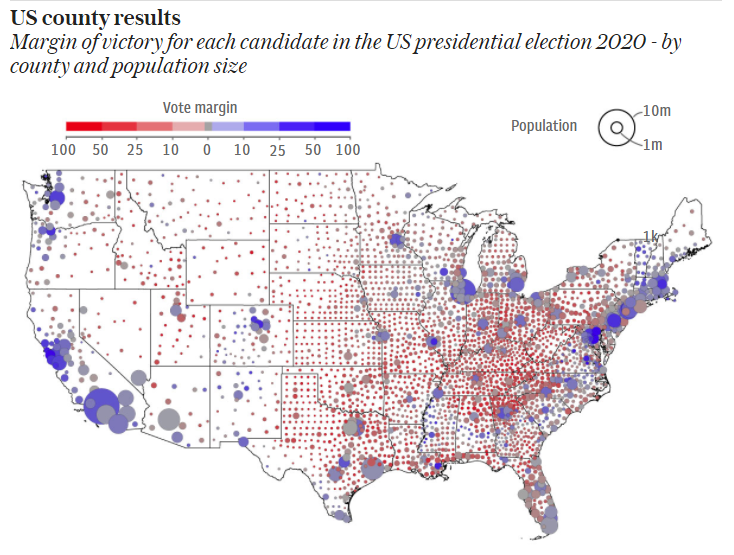 US county results
Margin of victory for each candidate in the US presidential election 2020 - by
county and population size
Vote margin
100 50 25 10 0 10 25 50 100
Population
10m
1m
1k